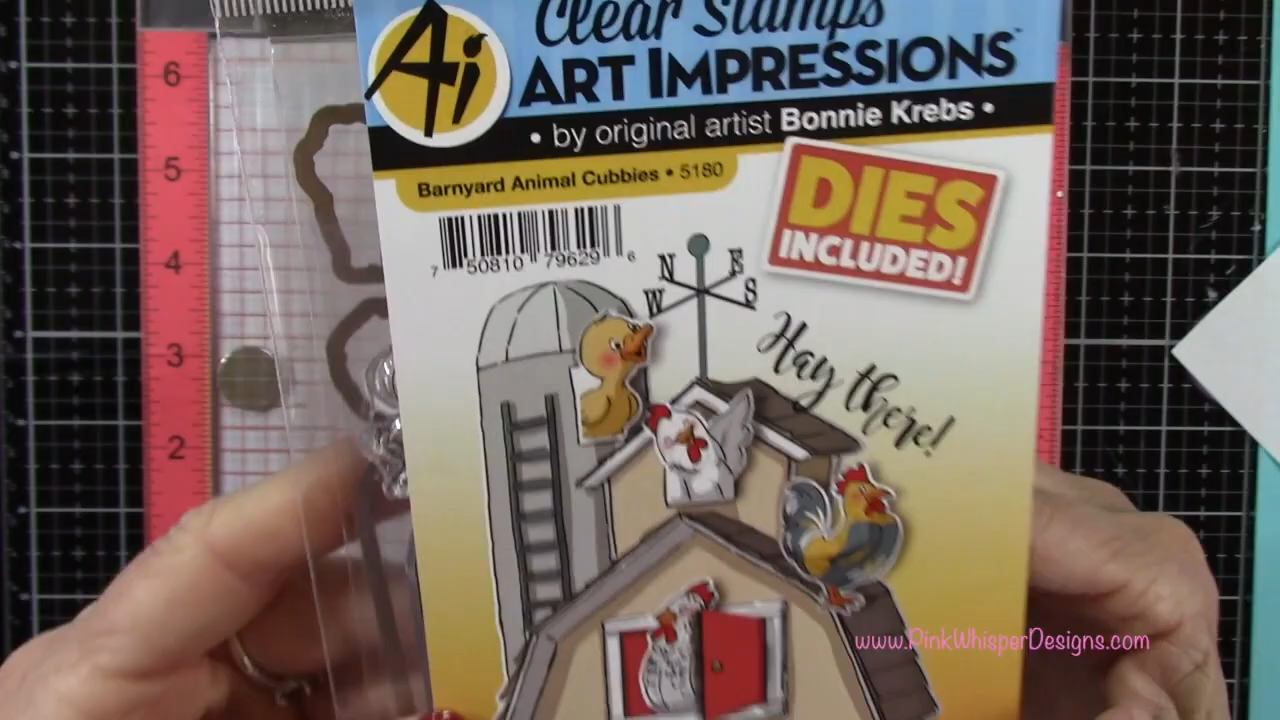 Clear Stamps
Ai
ART IMPRESSIONS™
• by original artist Bonnie Krebs •
Barnyard Animal Cubbies • 5180
DIES
INCLUDED!
7 50810 79629 6
N E
W S
Hay there!
6
5
4
3
2
www.PinkWhisperDesigns.com